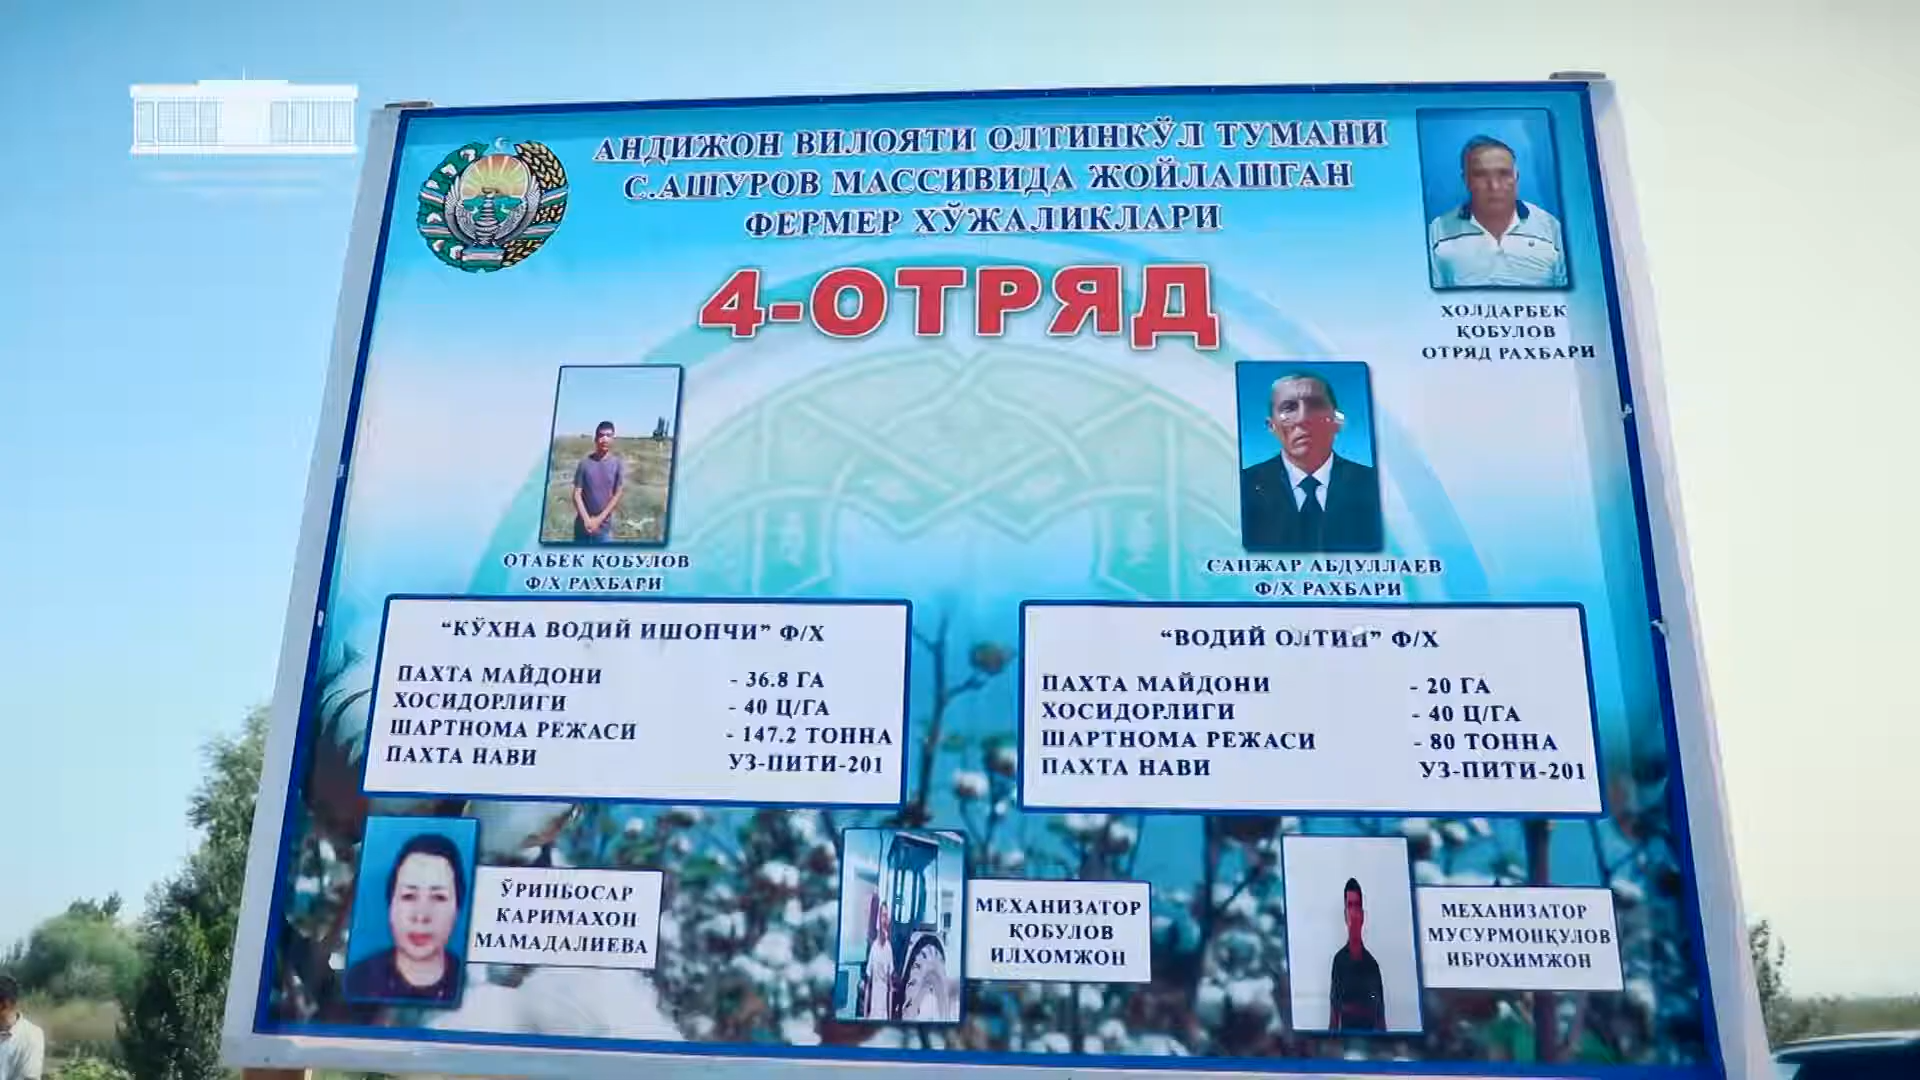 АНДИЖОН ВИЛОЯТИ ОЛТИНКЎЛ ТУМАНИ
С.АШУРОВ МАССИВИДА ЖОЙЛАШГАН
ФЕРМЕР ХЎЖАЛИКЛАРИ
4-ОТРЯД
ХОЛДАРБЕК
ҚОБУЛОВ
ОТРЯД РАХБАРИ
ОТАБЕК ҚОБУЛОВ
Ф/Х РАХБАРИ
САНЖАР АБДУЛЛАЕВ
Ф/Х РАХБАРИ
“КЎХНА ВОДИЙ ИШОПЧИ” Ф/Х
ПАХТА МАЙДОНИ - 36.8 ГА
ХОСИДОРЛИГИ - 40 Ц/ГА
ШАРТНОМА РЕЖАСИ - 147.2 ТОННА
ПАХТА НАВИ УЗ-ПИТИ-201
“ВОДИЙ ОЛТИН” Ф/Х
ПАХТА МАЙДОНИ - 20 ГА
ХОСИДОРЛИГИ - 40 Ц/ГА
ШАРТНОМА РЕЖАСИ - 80 ТОННА
ПАХТА НАВИ УЗ-ПИТИ-201
ЎРИНБОСАР
КАРИМАХОН
МАМАДАЛИЕВА
МЕХАНИЗАТОР
ҚОБУЛОВ
ИЛХОМЖОН
МЕХАНИЗАТОР
МУСУРМОНҚУЛОВ
ИБРОХИМЖОН